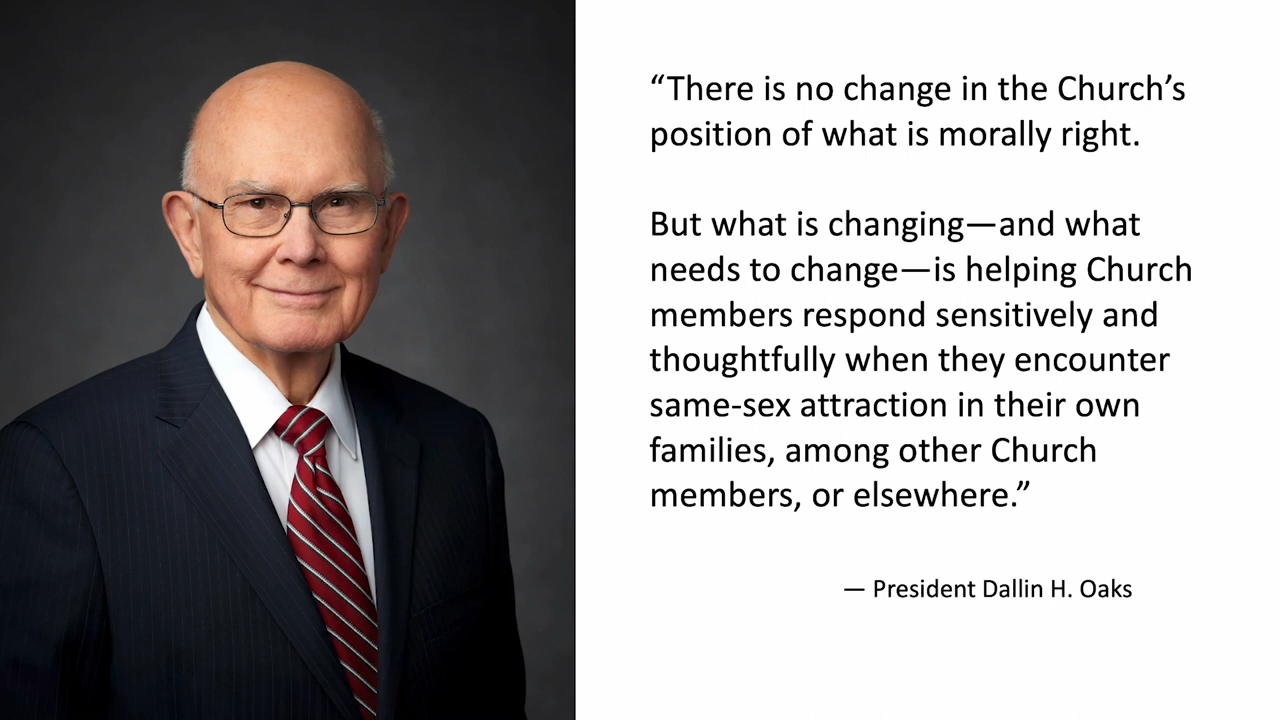 “There is no change in the Church’s
position of what is morally right.
But what is changing—and what
needs to change—is helping Church
members respond sensitively and
thoughtfully when they encounter
same-sex attraction in their own
families, among other Church
members, or elsewhere.”
— President Dallin H. Oaks